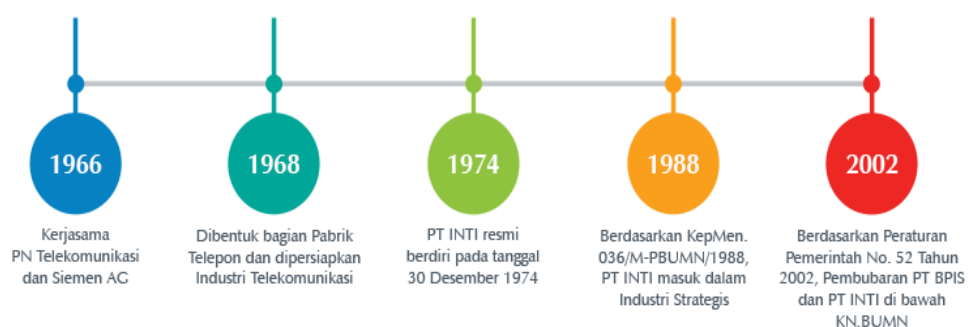 1966
Kerjasama
PN Telekomunikasi
dan Siemen AG
1968
Dibentuk bagian Pabrik
Telepon dan dipersiapkan
Industri Telekomunikasi
1974
PT INTI resmi
berdiri pada tanggal
30 Desember 1974
1988
Berdasarkan KepMen.
036/M-PBUMN/1988,
PT INTI masuk dalam
Industri Strategis
2002
Berdasarkan Peraturan
Pemerintah No. 52 Tahun
2002, Pembubaran PT BPIS
dan PT INTI di bawah
KN.BUMN